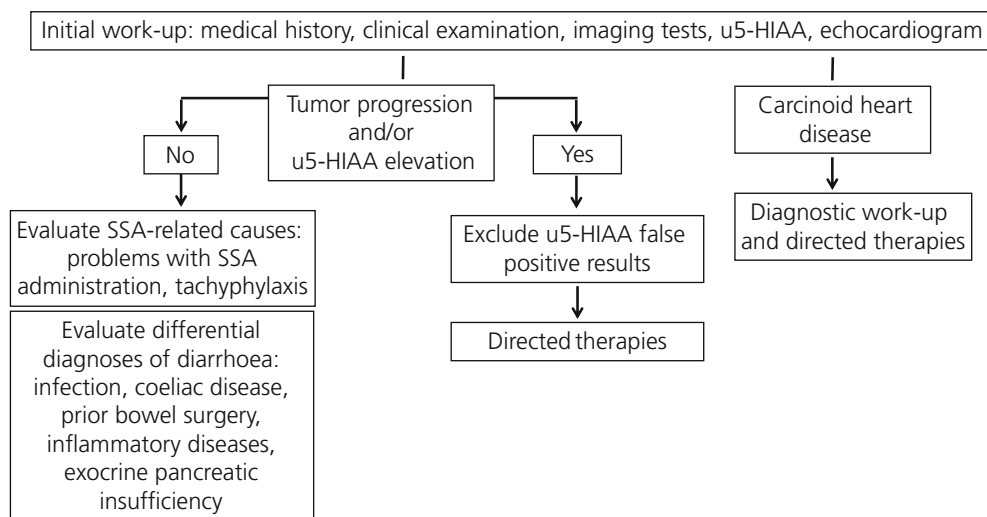 Initial work-up: medical history, clinical examination, imaging tests, u5-HIAA, echocardiogram
Tumor progression
and/or
u5-HIAA elevation
No
Yes
Carcinoid heart
disease
Evaluate SSA-related causes:
problems with SSA
administration, tachyphylaxis
Exclude u5-HIAA false
positive results
Diagnostic work-up
and directed therapies
Evaluate differential
diagnoses of diarrhoea:
infection, coeliac disease,
prior bowel surgery,
inflammatory diseases,
exocrine pancreatic
insufficiency
Directed therapies